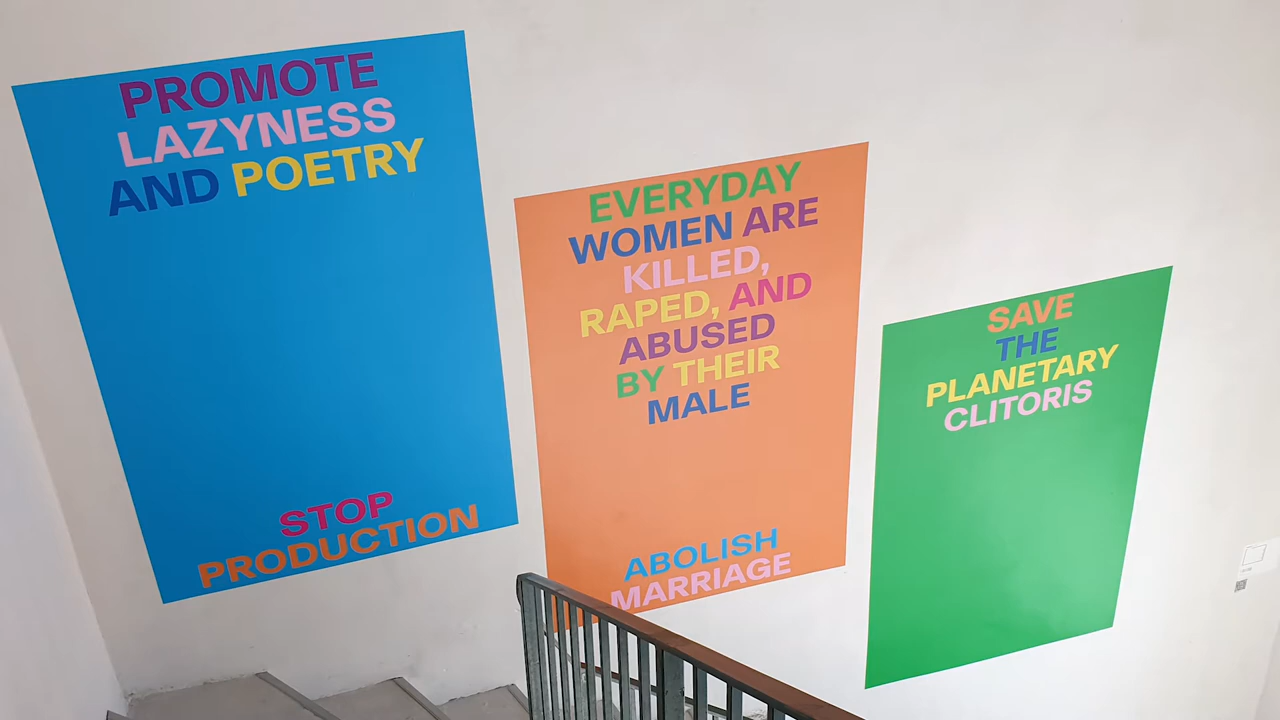 PROMOTE
LAZYNESS
AND POETRY
STOP
PRODUCTION
EVERYDAY
WOMEN ARE
KILLED,
RAPED, AND
ABUSED
BY THEIR
MALE
ABOLISH
MARRIAGE
SAVE
THE
PLANETARY
CLITORIS